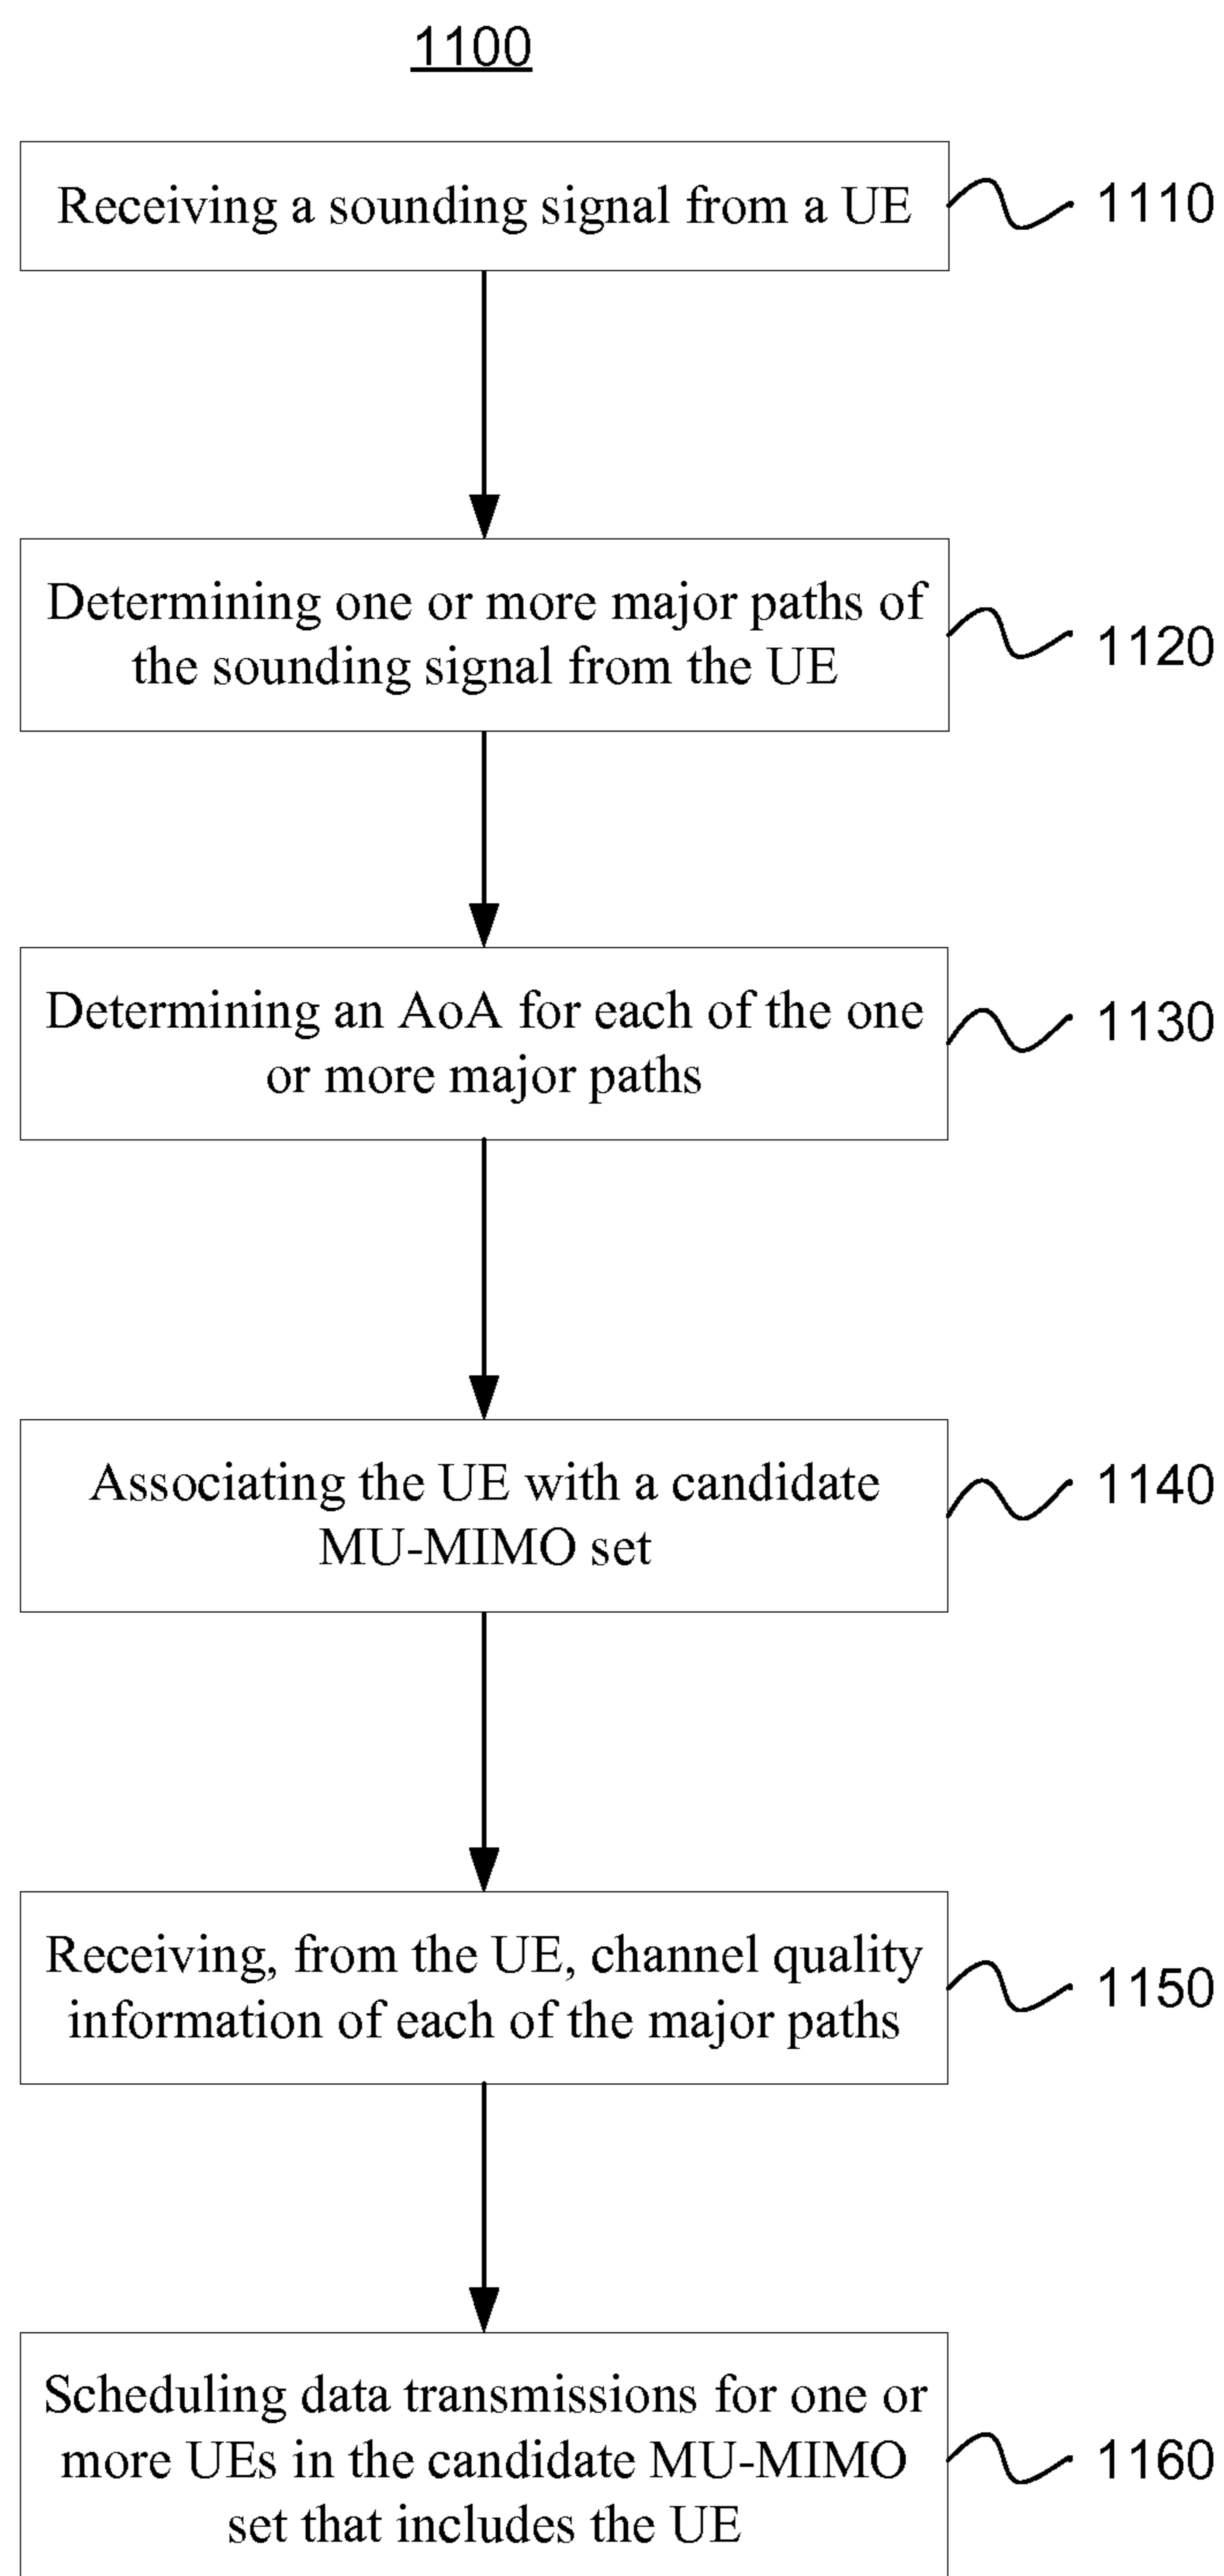 1100
Receiving a sounding signal from a UE
1110
Determining one or more major paths of
the sounding signal from the UE
1120
Determining an AoA for each of the one
or more major paths
1130
Associating the UE with a candidate
MU-MIMO set
1140
Receiving, from the UE, channel quality
information of each of the major paths
1150
Scheduling data transmissions for one or
more UEs in the candidate MU-MIMO
set that includes the UE
1160